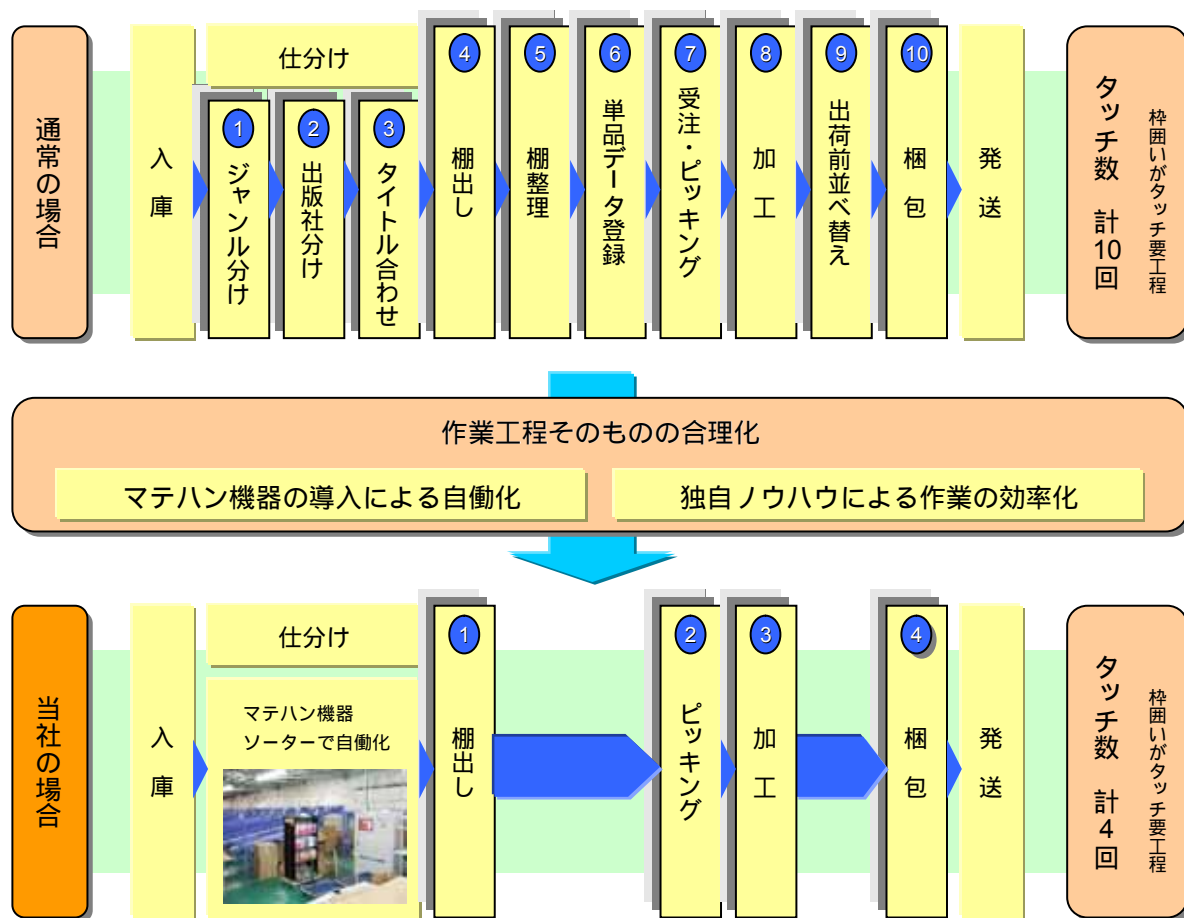 通常の場合
入庫
仕分け
1
ジャンル分け
2
出版社分け
3
タイトル合わせ
4
棚出し
5
棚整理
6
単品データ登録
7
受注・ピッキング
8
加工
9
出荷前並べ替え
10
梱包
発送
タッチ数 計10回
枠囲いがタッチ要工程
作業工程そのものの合理化
マテハン機器の導入による自働化
独自ノウハウによる作業の効率化
当社の場合
入庫
仕分け
マテハン機器
ソーターで自働化
1
棚出し
2
ピッキング
3
加工
4
梱包
発送
タッチ数 計4回
枠囲いがタッチ要工程